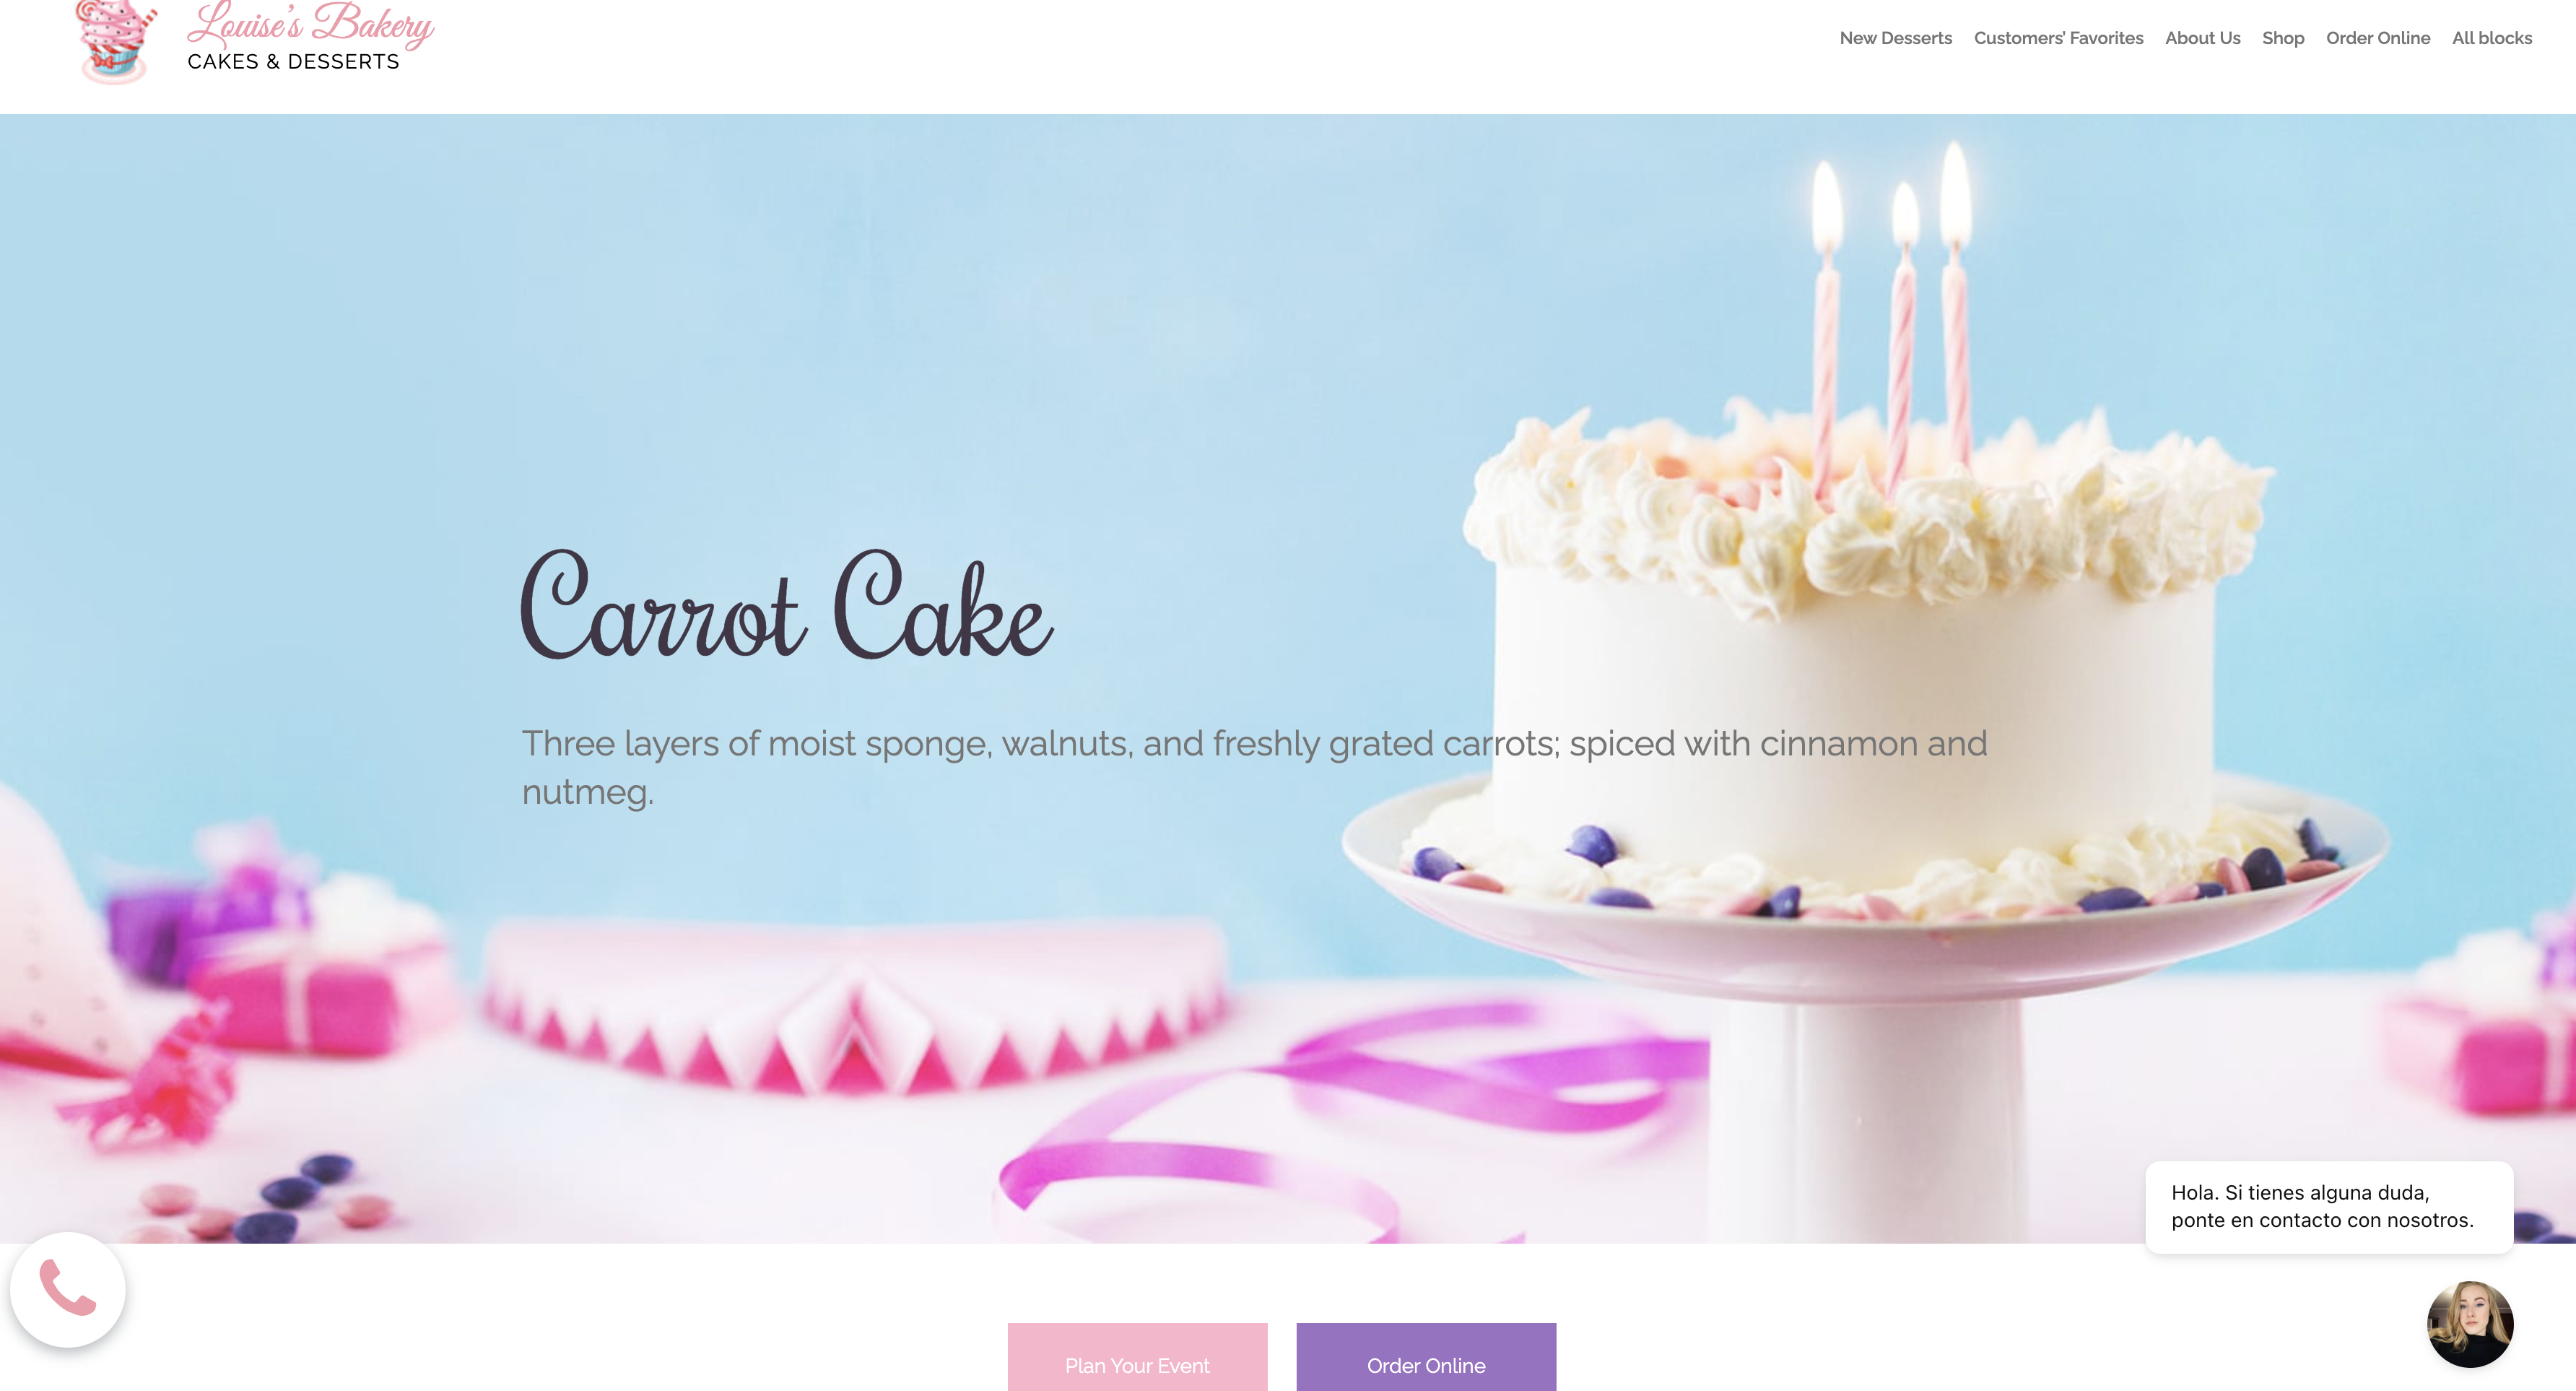 Louise's Bakery
CAKES & DESSERTS
New Desserts Customers' Favorites About Us Shop Order Online All blocks
Carrot Cake
Three layers of moist sponge, walnuts, and freshly grated carrots; spiced with cinnamon and
nutmeg.
Hola. Si tienes alguna duda,
ponte en contacto con nosotros.
Plan Your Event
Order Online